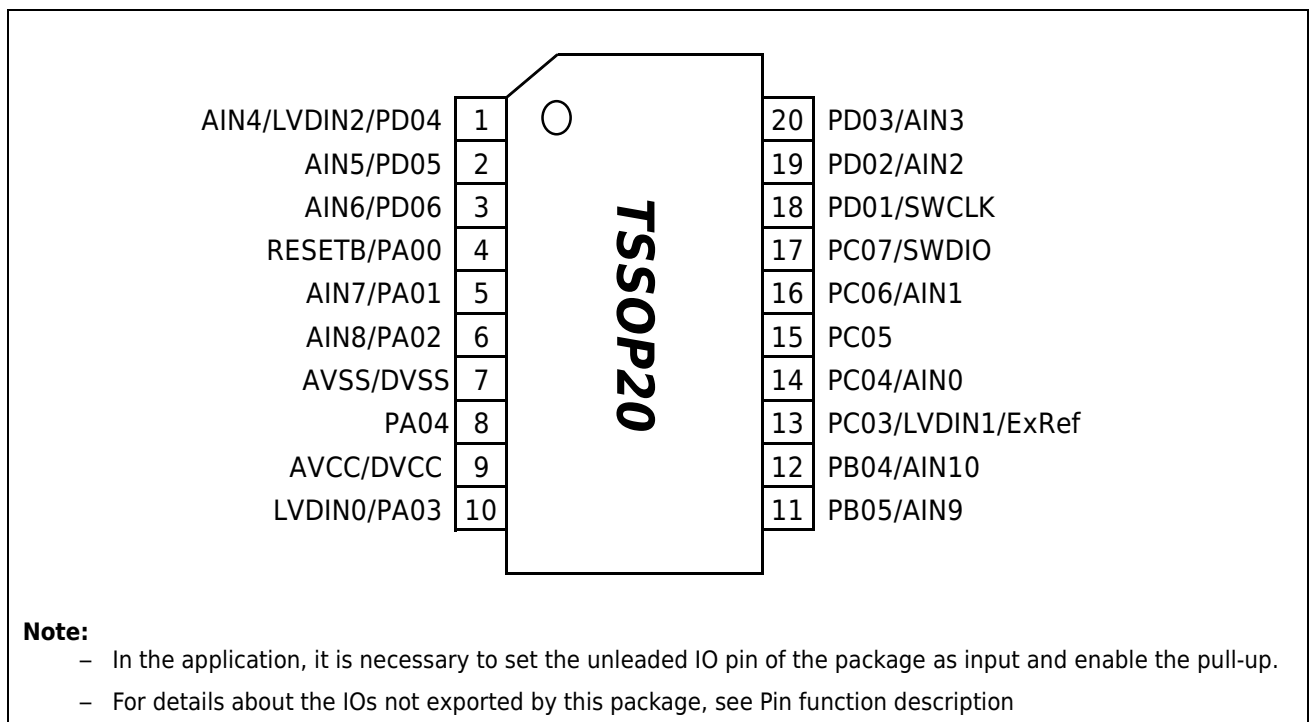 AIN4/LVDIN2/PD04 1 20 PD03/AIN3
AIN5/PD05 2 19 PD02/AIN2
AIN6/PD06 3 18 PD01/SWCLK
RESETB/PA00 4 17 PC07/SWDIO
AIN7/PA01 5 16 PC06/AIN1
AIN8/PA02 6 15 PC05
AVSS/DVSS 7 14 PC04/AIN0
PA04 8 13 PC03/LVDIN1/ExRef
AVCC/DVCC 9 12 PB04/AIN10
LVDIN0/PA03 10 11 PB05/AIN9
TSSOP20
Note:
– In the application, it is necessary to set the unleaded IO pin of the package as input and enable the pull-up.
– For details about the IOs not exported by this package, see Pin function description